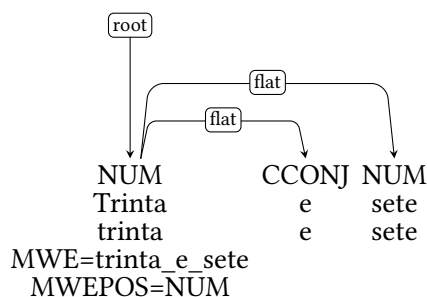 root
flat
flat
NUM CCONJ NUM
Trinta e sete
trinta e sete
MWE=trinta_e_sete
MWEPOS=NUM